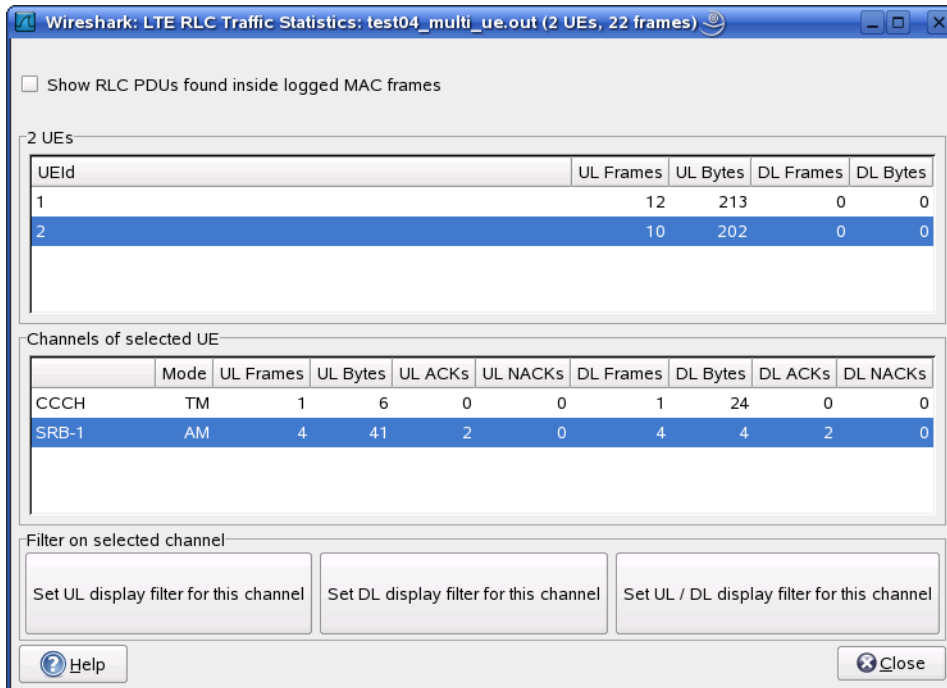 Wireshark: LTE RLC Traffic Statistics: test04_multi_ue.out (2 UEs, 22 frames)
Show RLC PDUs found inside logged MAC frames
2 UEs
UEId UL Frames UL Bytes DL Frames DL Bytes
1 12 213 0 0
2 10 202 0 0
Channels of selected UE
Mode UL Frames UL Bytes UL ACKs UL NACKs DL Frames DL Bytes DL ACKs DL NACKs
CCCH TM 1 6 0 0 1 24 0 0
SRB-1 AM 4 41 2 0 4 4 2 0
Filter on selected channel
Set UL display filter for this channel Set DL display filter for this channel Set UL / DL display filter for this channel
Help Close